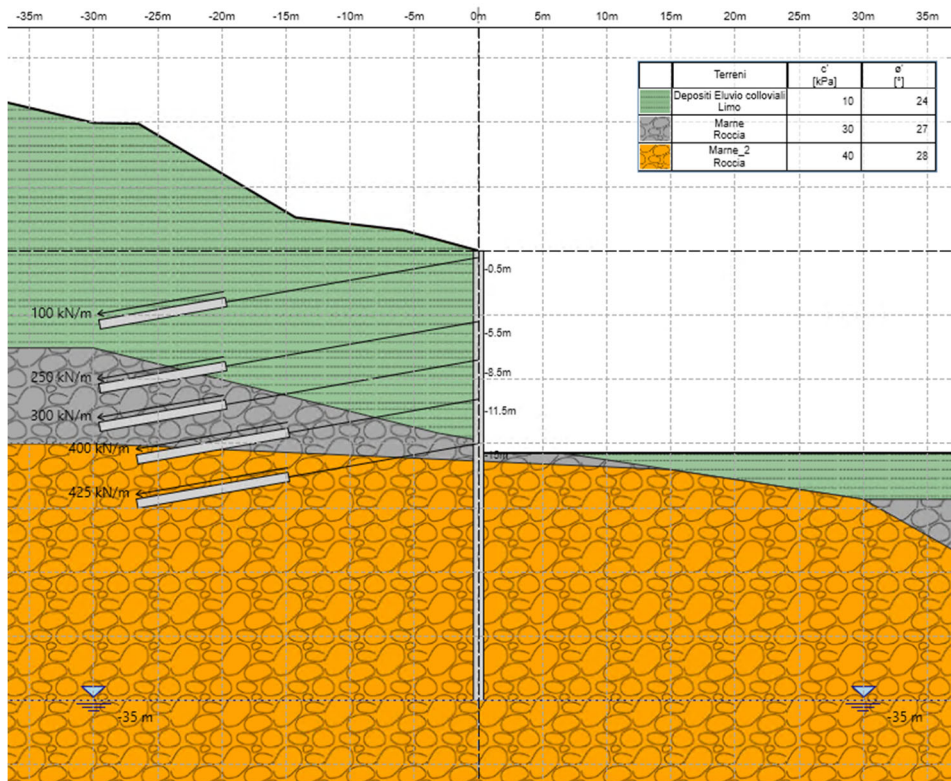 -35m -30m -25m -20m -15m -10m -5m 0m 5m 10m 15m 20m 25m 30m 35m
Terreni c' ø'
[kPa] [°]
Depositi Eluvio colloviali
Limo 10 24
Marne
Roccia 30 27
Marne_2
Roccia 40 28
-0.5m
100 kN/m
-5.5m
250 kN/m
-8.5m
300 kN/m
-11.5m
400 kN/m
-15m
425 kN/m
-35 m -35 m